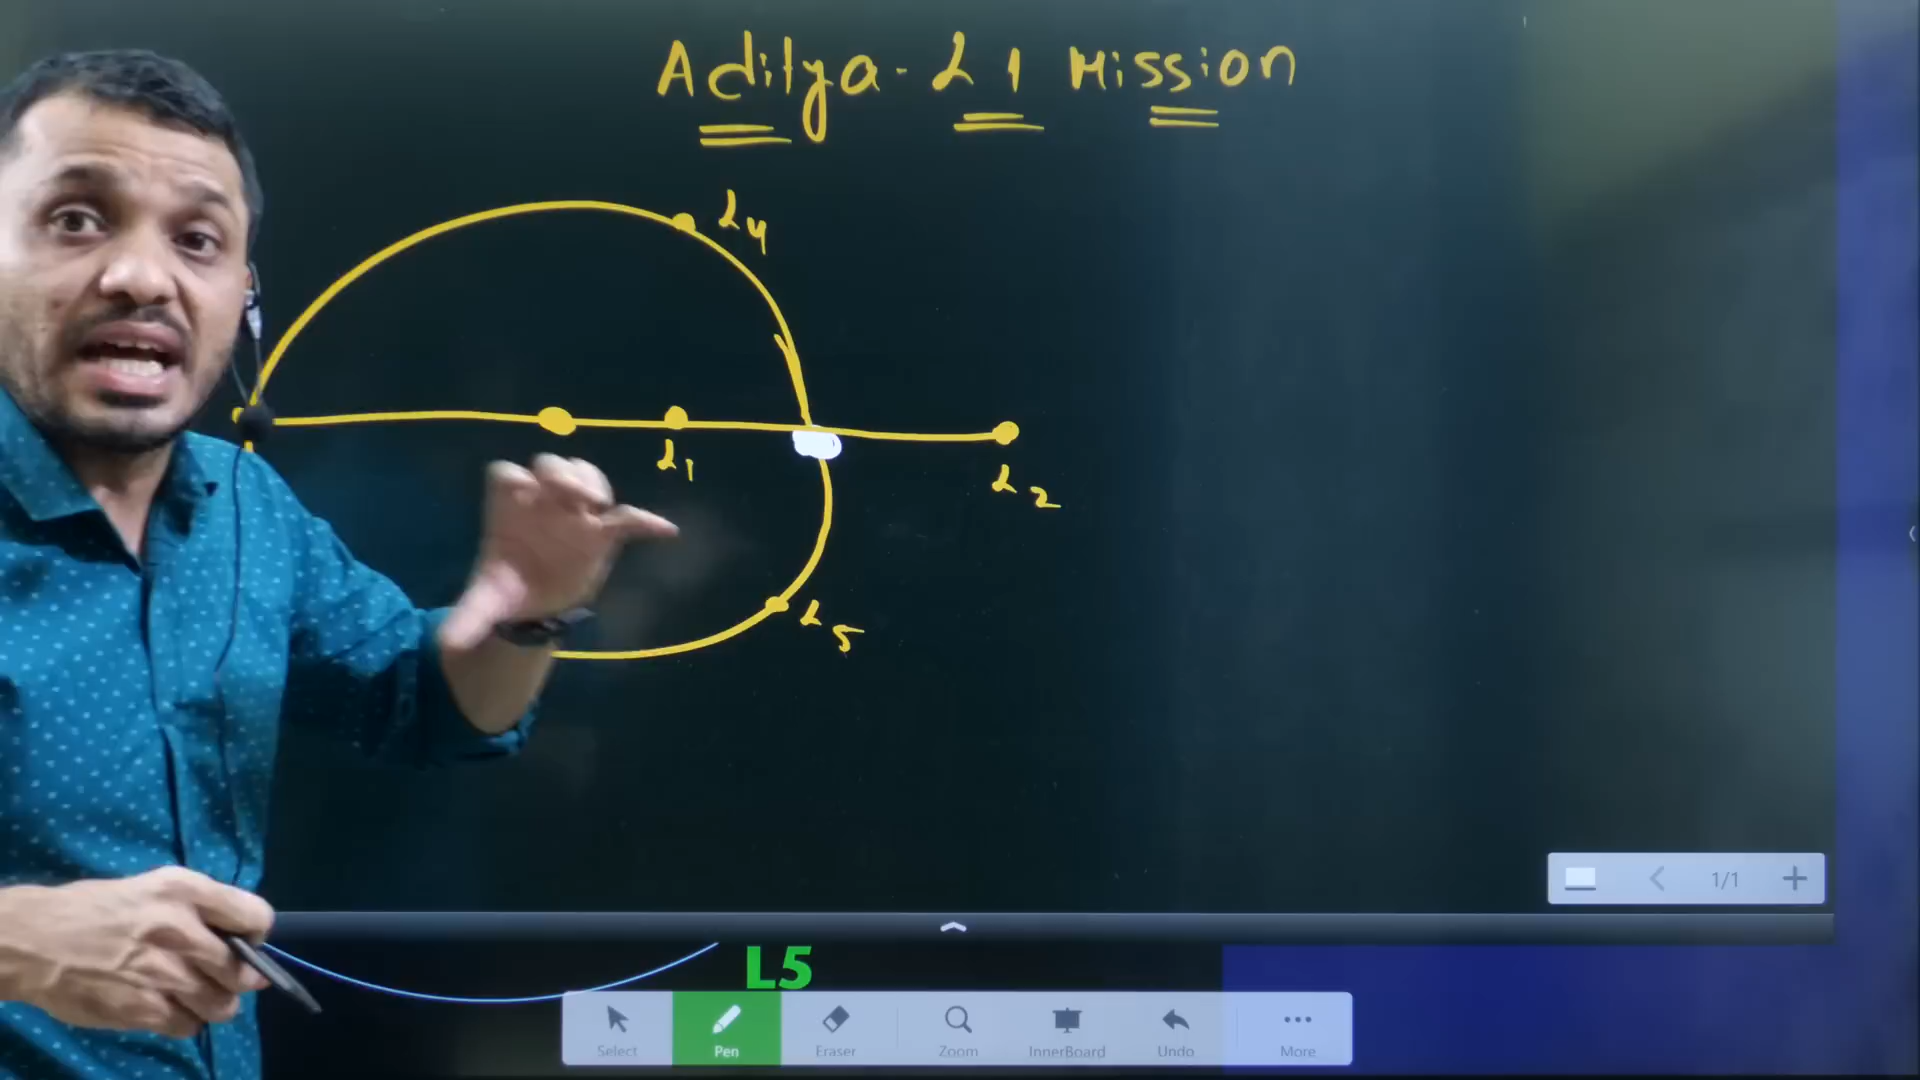 Aditya-L1 Mission
L4
L1
L2
L5
1/1
L5
Select
Pen
Eraser
Zoom
InnerBoard
Undo
More